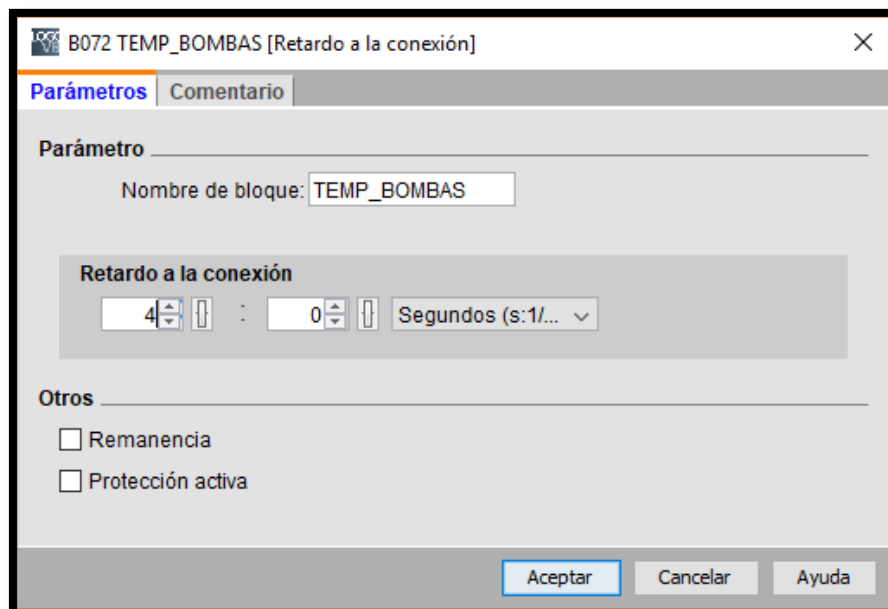 B072 TEMP_BOMBAS [Retardo a la conexión]
Parámetros Comentario
Parámetro
Nombre de bloque: TEMP_BOMBAS
Retardo a la conexión
4 : 0 Segundos (s:1/...
Otros
Remanencia
Protección activa
Aceptar Cancelar Ayuda